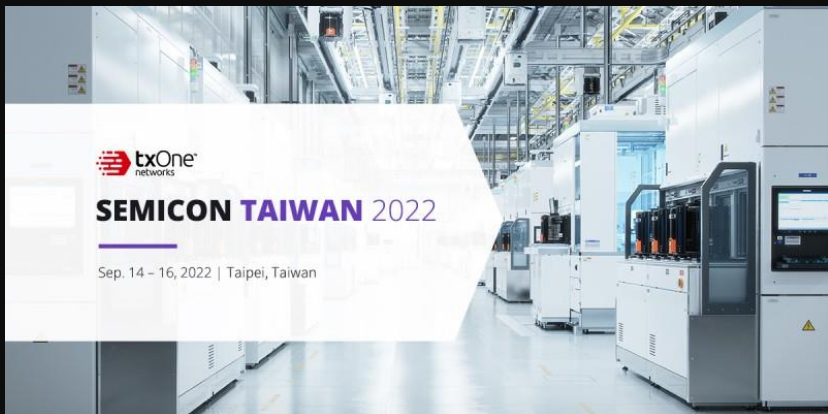 txOne
networks
SEMICON TAIWAN 2022
Sep. 14 – 16, 2022 | Taipei, Taiwan